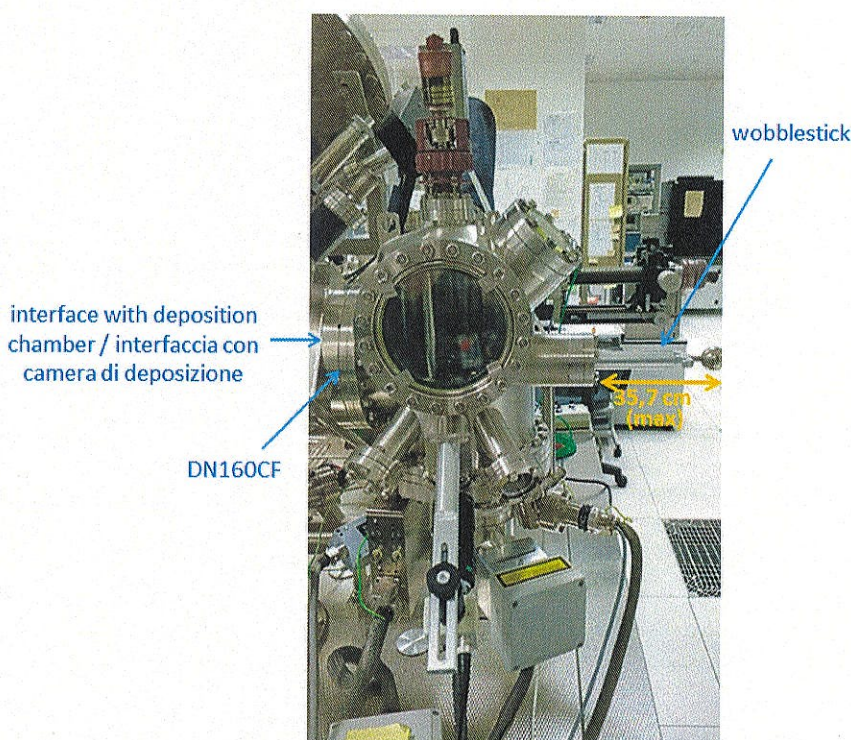 wobblestick
interface with deposition
chamber / interfaccia con
camera di deposizione
35,7 cm
(max)
DN160CF